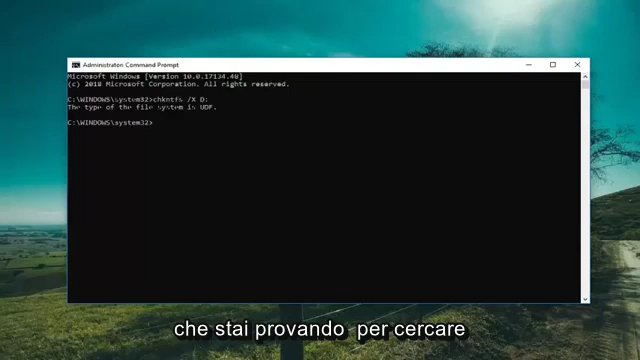 Administrator: Command Prompt
Microsoft Windows [Version 10.0.17134.48]
(c) 2018 Microsoft Corporation. All rights reserved.
C:\WINDOWS\system32>chkntfs /X D:
The type of the file system is UDF.
C:\WINDOWS\system32>
che stai provando per cercare